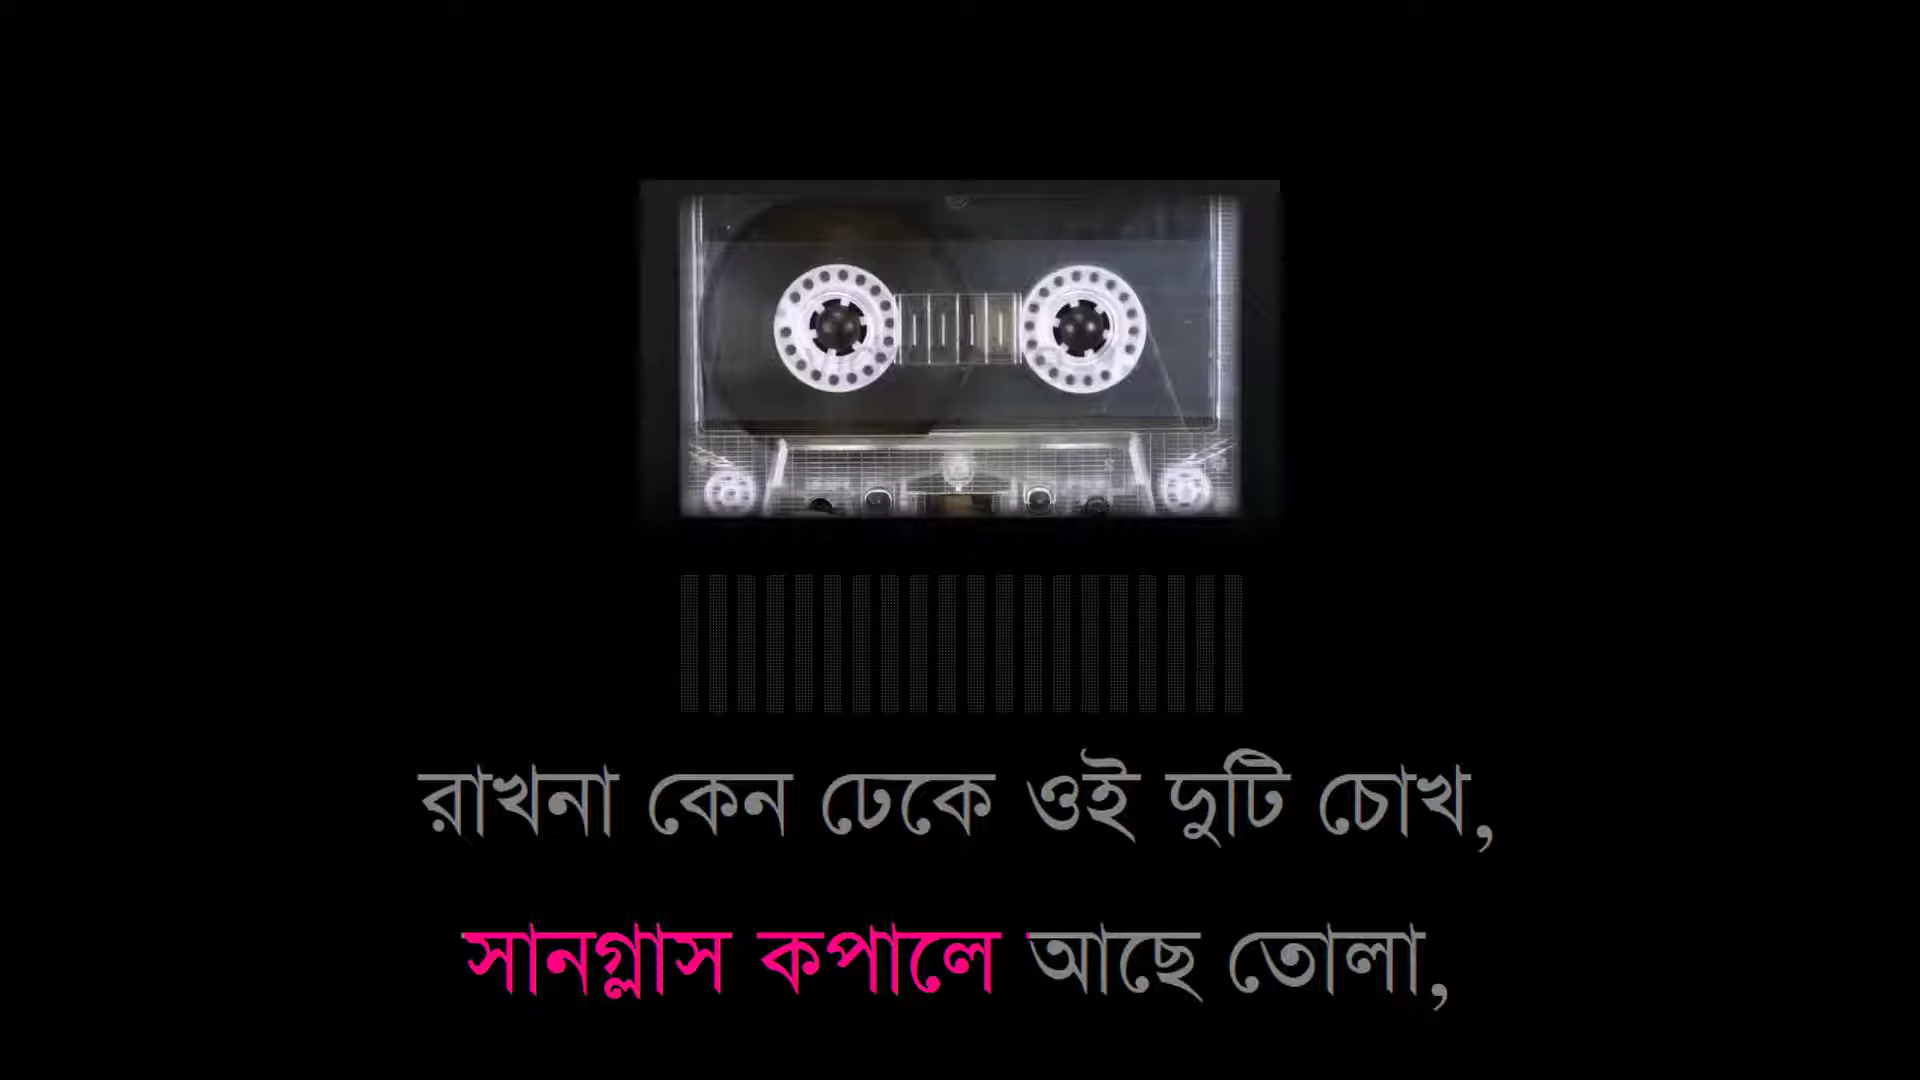 রাখনা কেন ঢেকে ওই দুটি চোখ,
সানগ্লাস কপালে আছে তোলা,